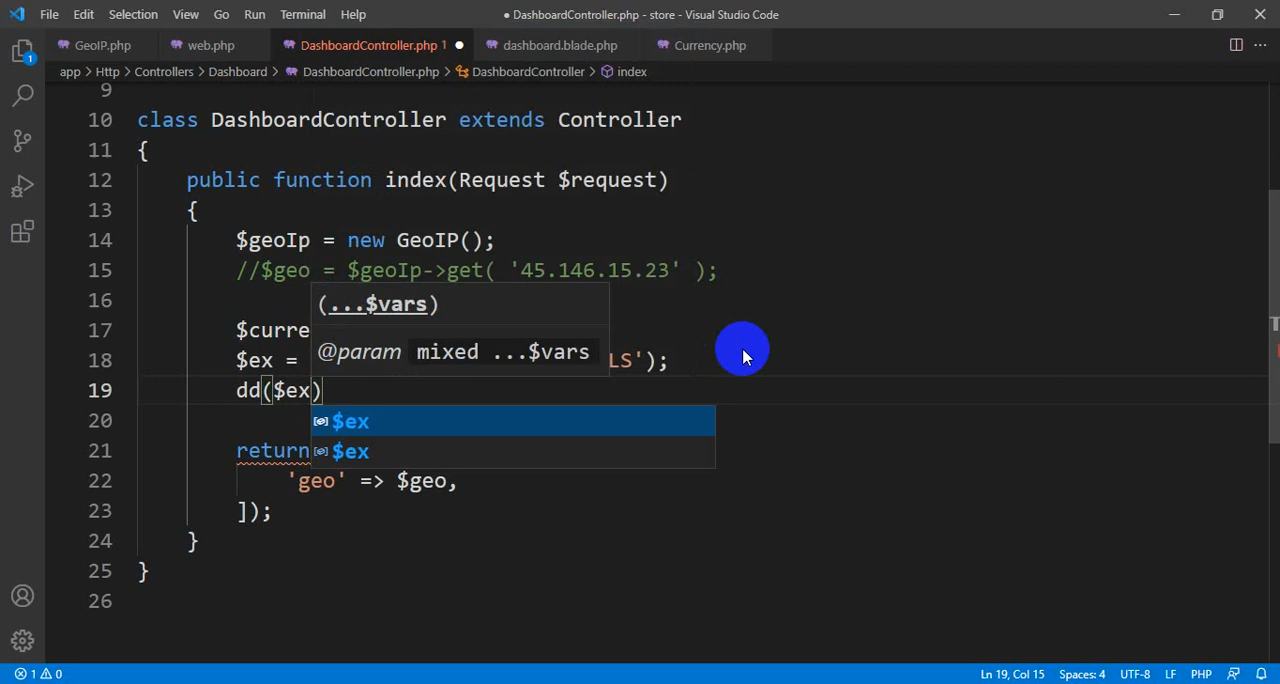 File Edit Selection View Go Run Terminal Help
● DashboardController.php - store - Visual Studio Code
GeoIP.php web.php DashboardController.php 1 ● dashboard.blade.php Currency.php
1
app > Http > Controllers > Dashboard > DashboardController.php > DashboardController > index
9
10 class DashboardController extends Controller
11 {
12 public function index(Request $request)
13 {
14 $geoIp = new GeoIP();
15 //$geo = $geoIp->get( '45.146.15.23' );
16
(...$vars)
17 $curre
@param mixed ...$vars
18 $ex = LS');
19 dd($ex)
20
$ex
21 return
$ex
22 'geo' => $geo,
23 ]);
24 }
25 }
26
1 0 Ln 19, Col 15 Spaces: 4 UTF-8 LF PHP